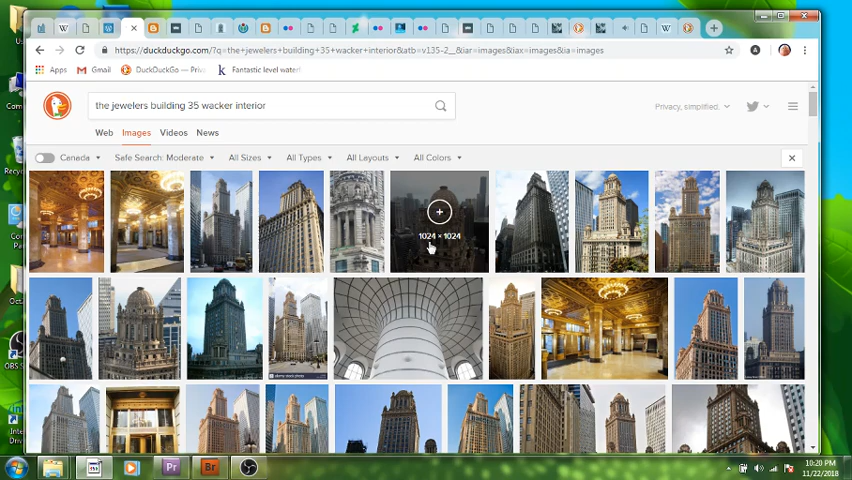 https://duckduckgo.com/?q=the+jewelers+building+35+wacker+interior&atb=v135-2__&iar=images&iax=images&ia=images
A
Apps
Gmail
DuckDuckGo — Priv
k
Fantastic level water
the jewelers building 35 wacker interior
Privacy, simplified.
Web
Images
Videos
News
Canada
Safe Search: Moderate
All Sizes
All Types
All Layouts
All Colors
1024 × 1024
OBS
Pr
Br
10:20 PM
11/22/2018